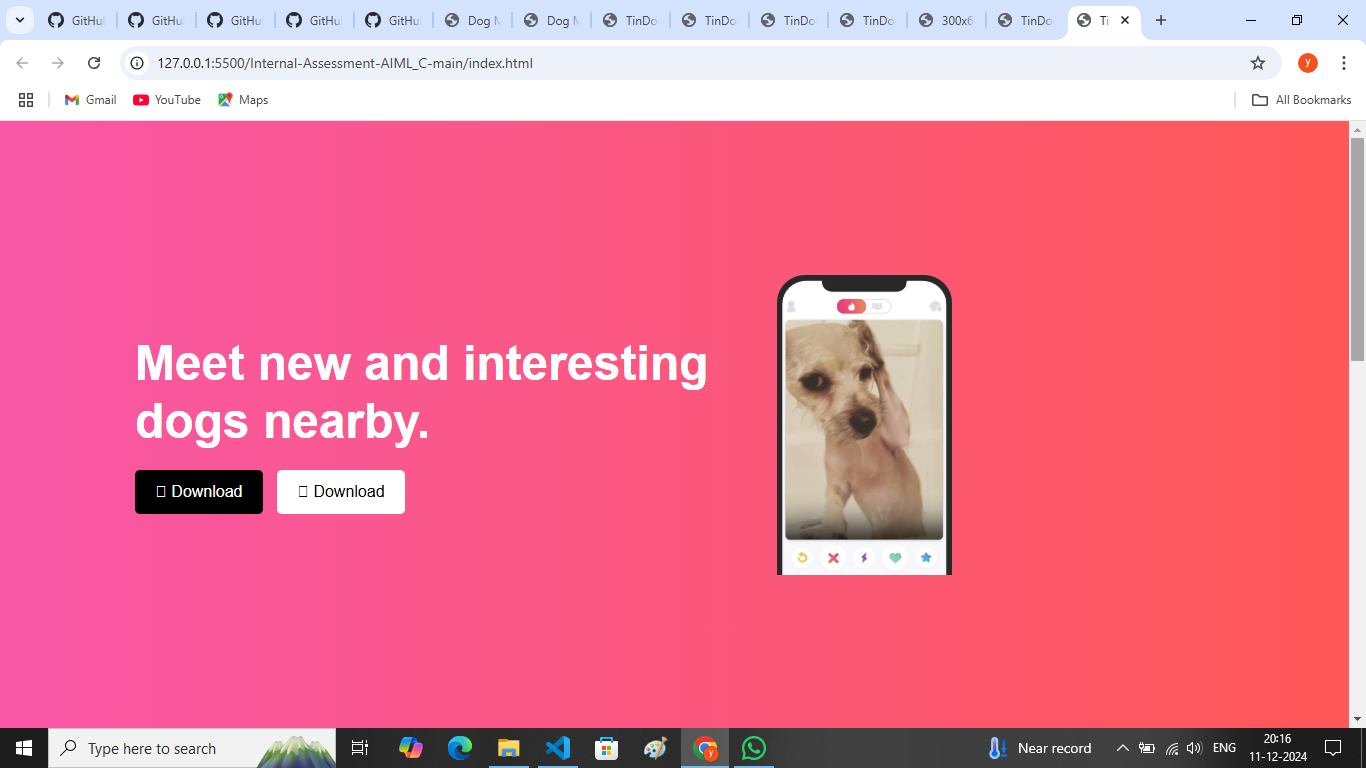 GitHu
GitHu
GitHu
GitHu
GitHu
Dog
Dog
TinDo
TinDo
TinDo
TinDo
300x6
TinDo
Ti
127.0.0.1:5500/Internal-Assessment-AIML_C-main/index.html
y
Gmail
YouTube
Maps
All Bookmarks
Meet new and interesting
dogs nearby.
Download
Download
Type here to search
y
Near record
ENG
20:16
11-12-2024